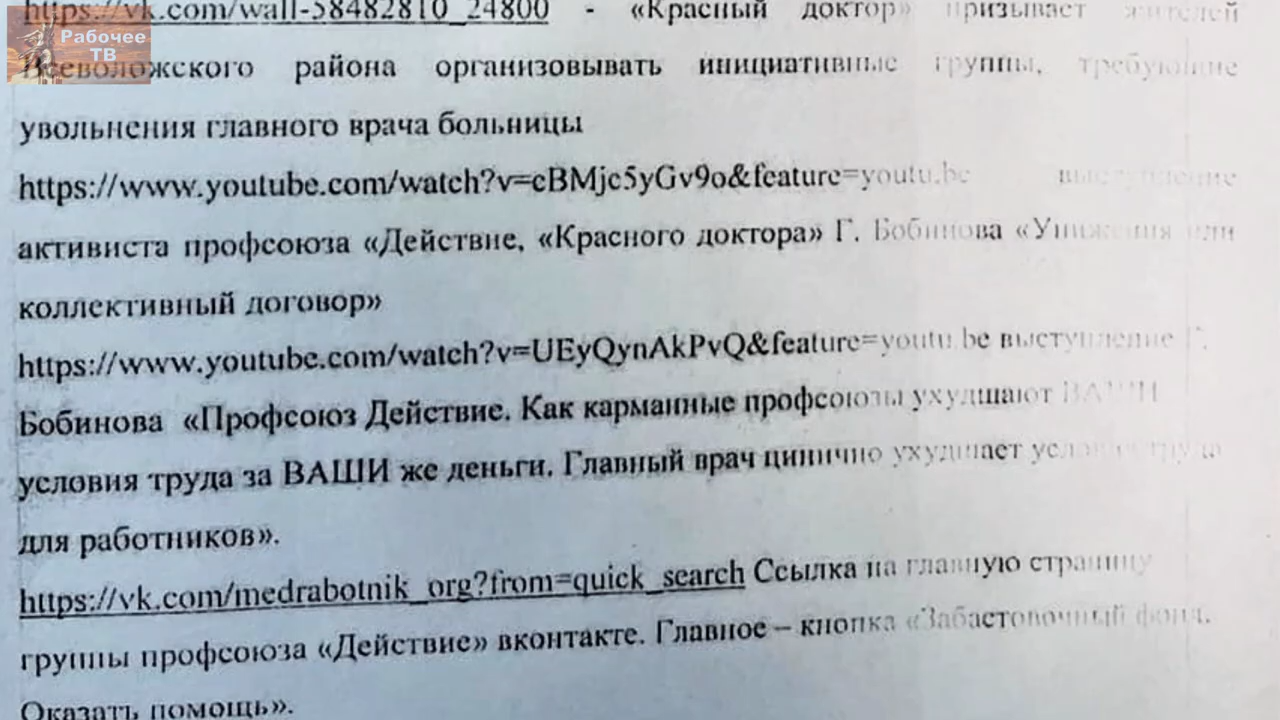 https://vk.com/wall-58482810_24800 - «Красный доктор» призывает жителей
Рабочее
ТВ
Всеволожского района организовывать инициативные группы, требующие
увольнения главного врача больницы
https://www.youtube.com/watch?v=cBMjc5yGv9o&feature=youtu.be выступление
активиста профсоюза «Действие, «Красного доктора» Г. Бобинова «Унижения или
коллективный договор»
https://www.youtube.com/watch?v=UEyQynAkPvQ&feature=youtu.be выступление Г.
Бобинова «Профсоюз Действие. Как карманные профсоюзы ухудшают ВАШИ
условия труда за ВАШИ же деньги. Главный врач цинично ухудшает условия труда
для работников».
https://vk.com/medrabotnik_org?from=quick_search Ссылка на главную страницу
группы профсоюза «Действие» вконтакте. Главное – кнопка «Забастовочный фонд.
Оказать помощь».